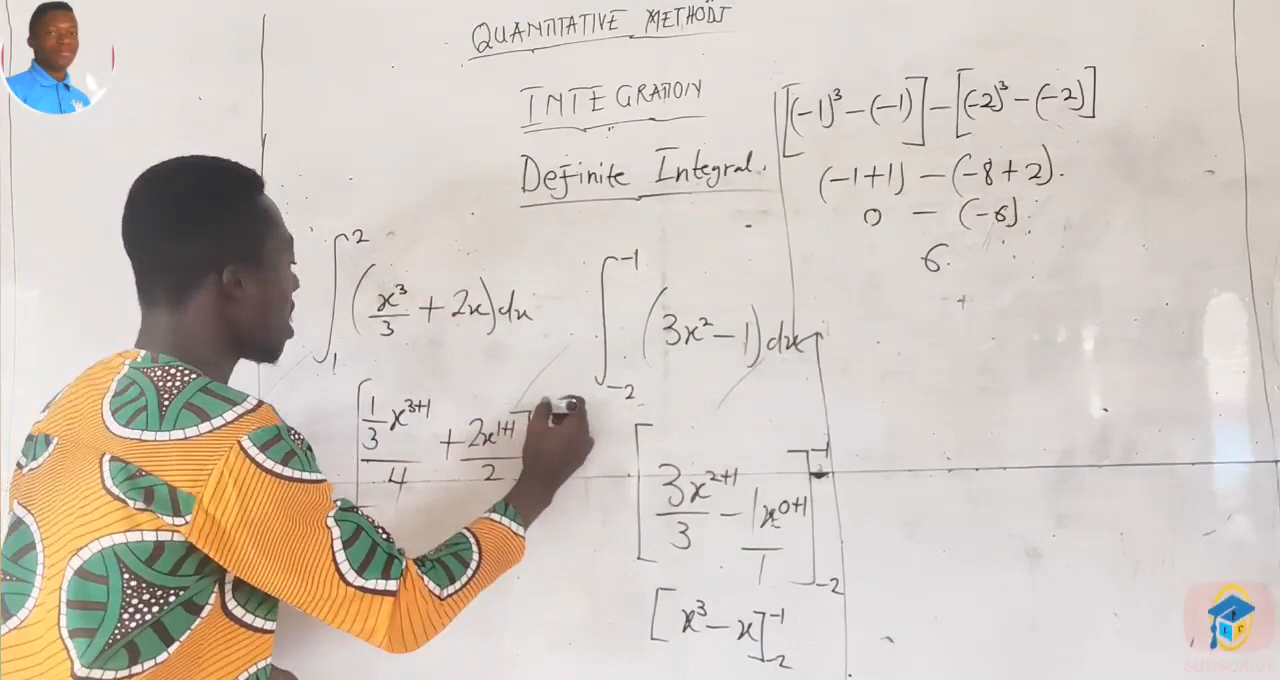 QUANTITATIVE METHODS
INTEGRATION
Definite Integral.
∫₁² (x³/3 + 2x)dx
[(1/3 x³⁺¹)/4 + 2x¹⁺¹/2]
∫₋₂⁻¹ (3x² − 1)dx
[3x²⁺¹/3 − 1x⁰⁺¹/1]₋₂⁻¹
[x³ − x]₋₂⁻¹
[(-1)³ − (-1)] − [(-2)³ − (-2)]
(-1+1) − (-8+2).
0 − (-6).
6.
SUBSCRIBE